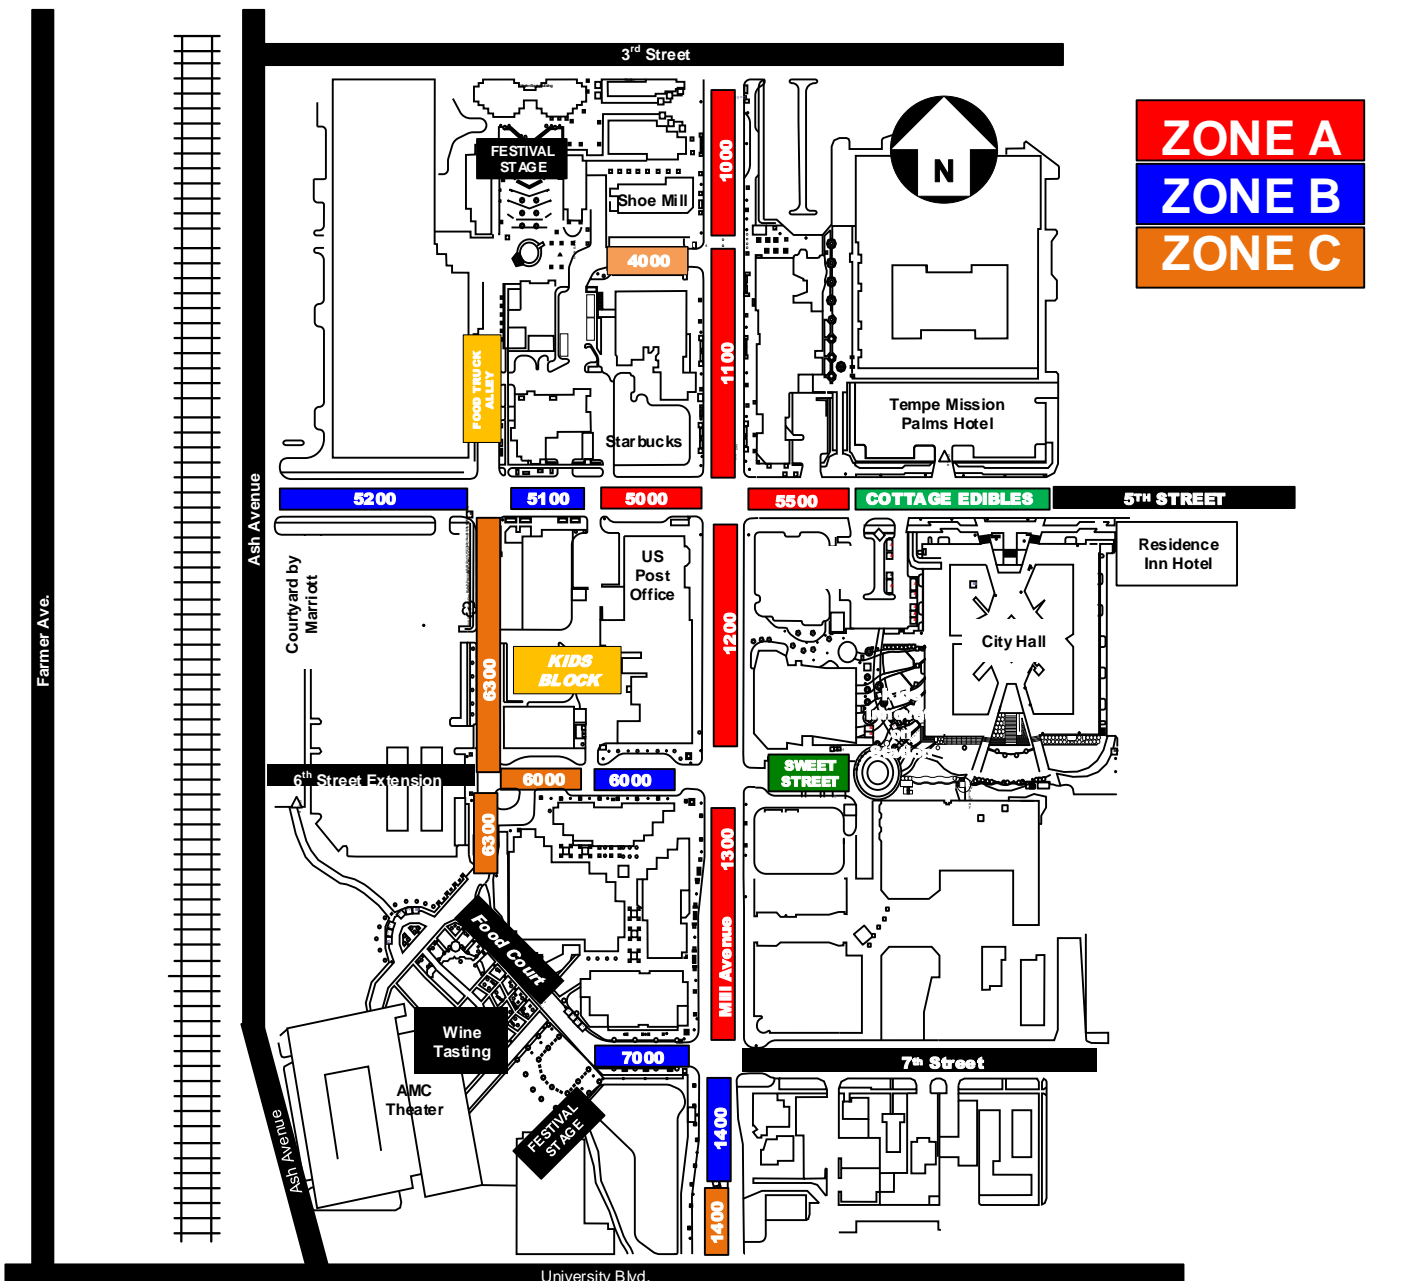 3rd Street
ZONE A
ZONE B
ZONE C
FESTIVAL
STAGE
N
1000
Shoe Mill
4000
1100
FOOD TRUCK
ALLEY
Tempe Mission
Palms Hotel
Starbucks
Ash Avenue
5200
5100
5000
5500
COTTAGE EDIBLES
5TH STREET
Courtyard by
Marriott
US
Post
Office
Residence
Inn Hotel
1200
City Hall
Farmer Ave.
6300
KIDS
BLOCK
6th Street Extension
6000
6000
SWEET
STREET
6300
1300
Mill Avenue
Food Court
Wine
Tasting
7000
7th Street
AMC
Theater
FESTIVAL
STAGE
1400
Ash Avenue
1400
University Blvd.